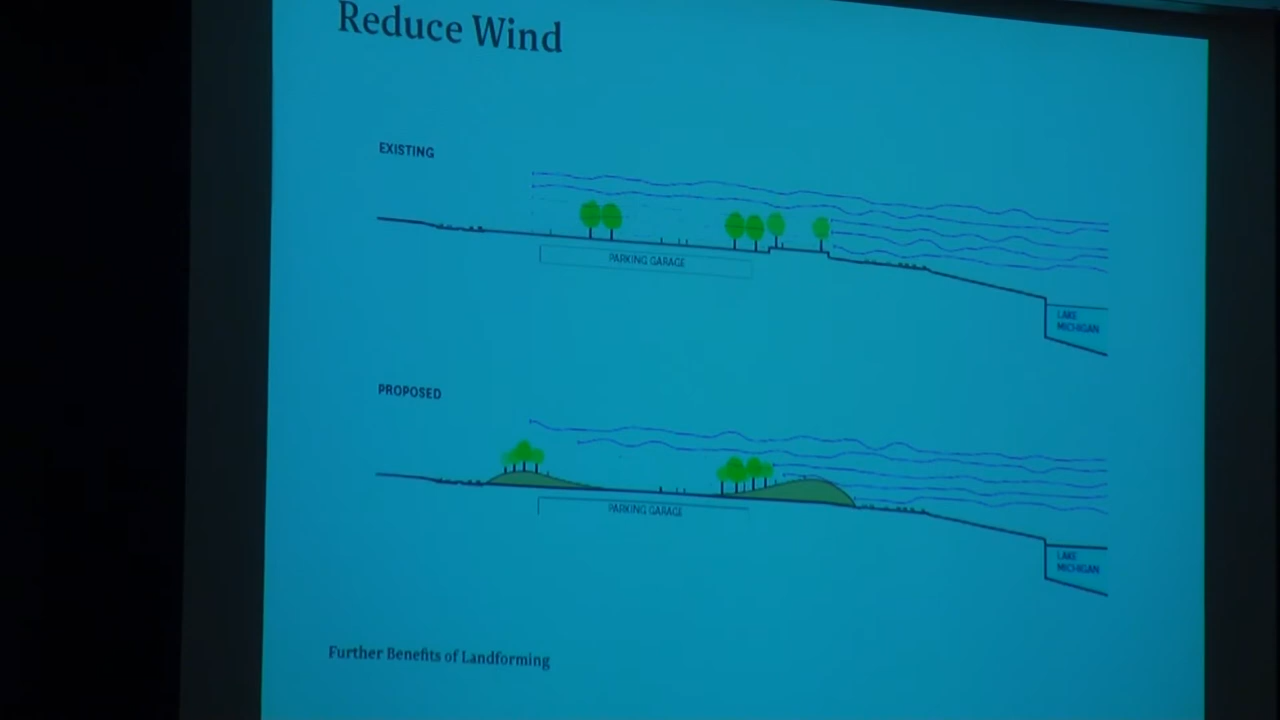 Reduce Wind
EXISTING
PARKING GARAGE
LAKE
MICHIGAN
PROPOSED
PARKING GARAGE
LAKE
MICHIGAN
Further Benefits of Landforming